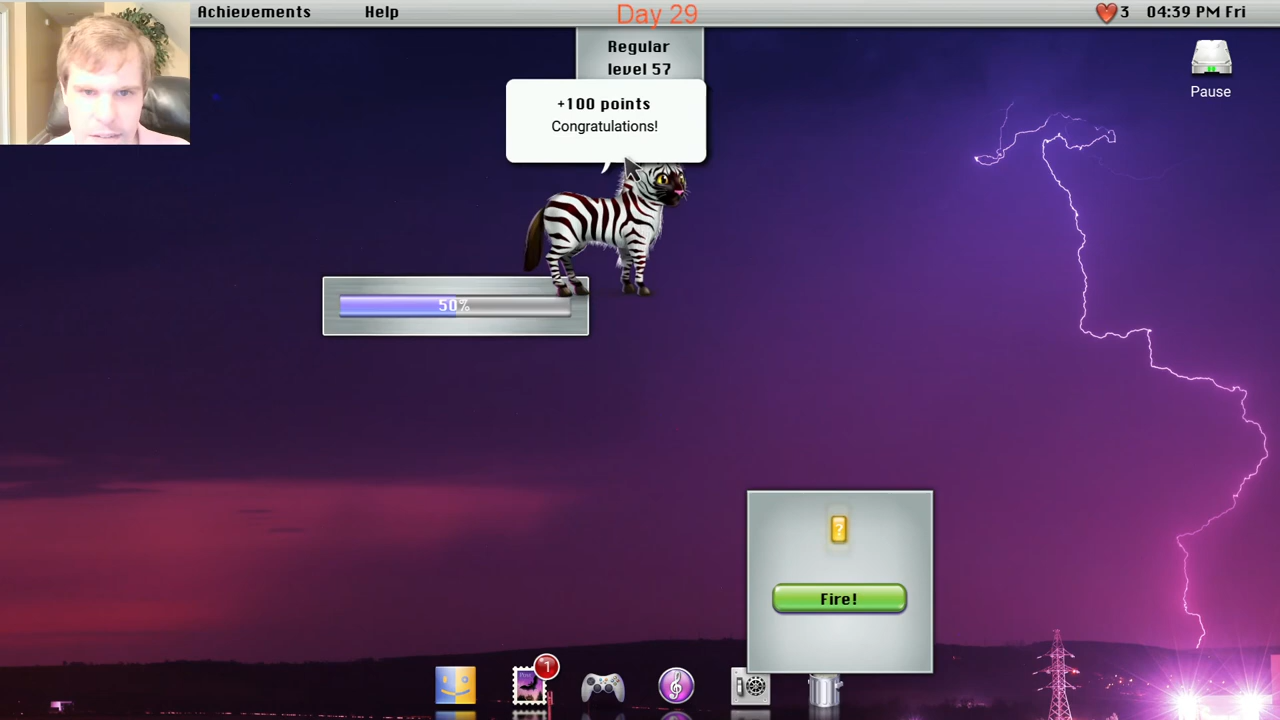 Achievements Help Day 29 3 04:39 PM Fri
Regular
level 57
Pause
+100 points
Congratulations!
50%
?
Fire!
1